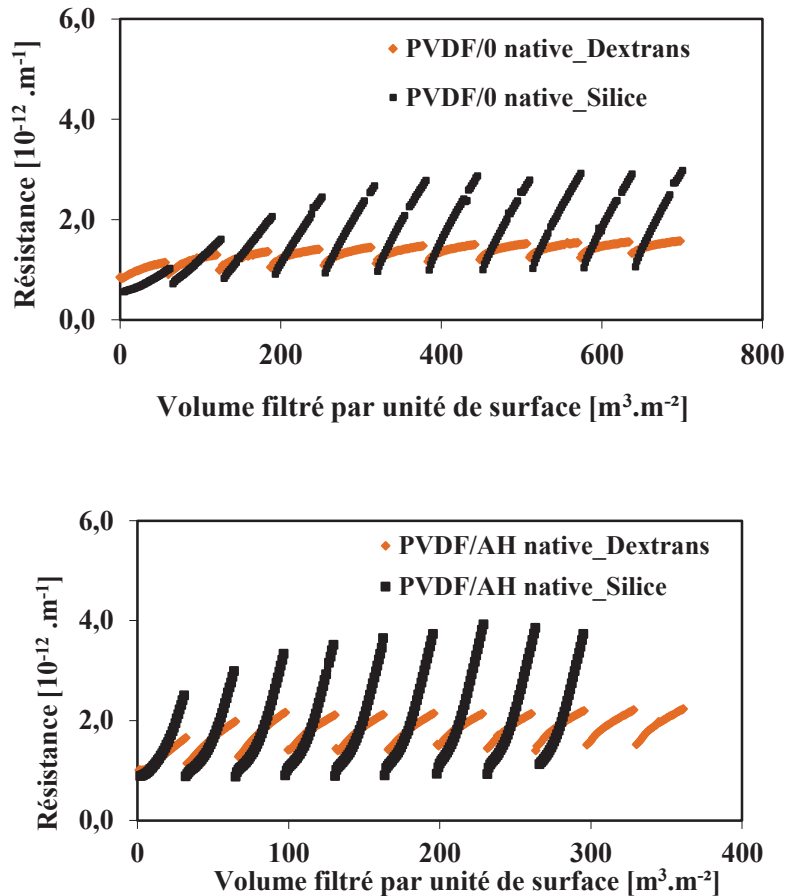 6,0
4,0
2,0
0,0
Résistance [10⁻¹² .m⁻¹]
PVDF/0 native_Dextrans
PVDF/0 native_Silice
0 200 400 600 800
Volume filtré par unité de surface [m³.m⁻²]
6,0
4,0
2,0
0,0
Résistance [10⁻¹² .m⁻¹]
PVDF/AH native_Dextrans
PVDF/AH native_Silice
0 100 200 300 400
Volume filtré par unité de surface [m³.m⁻²]